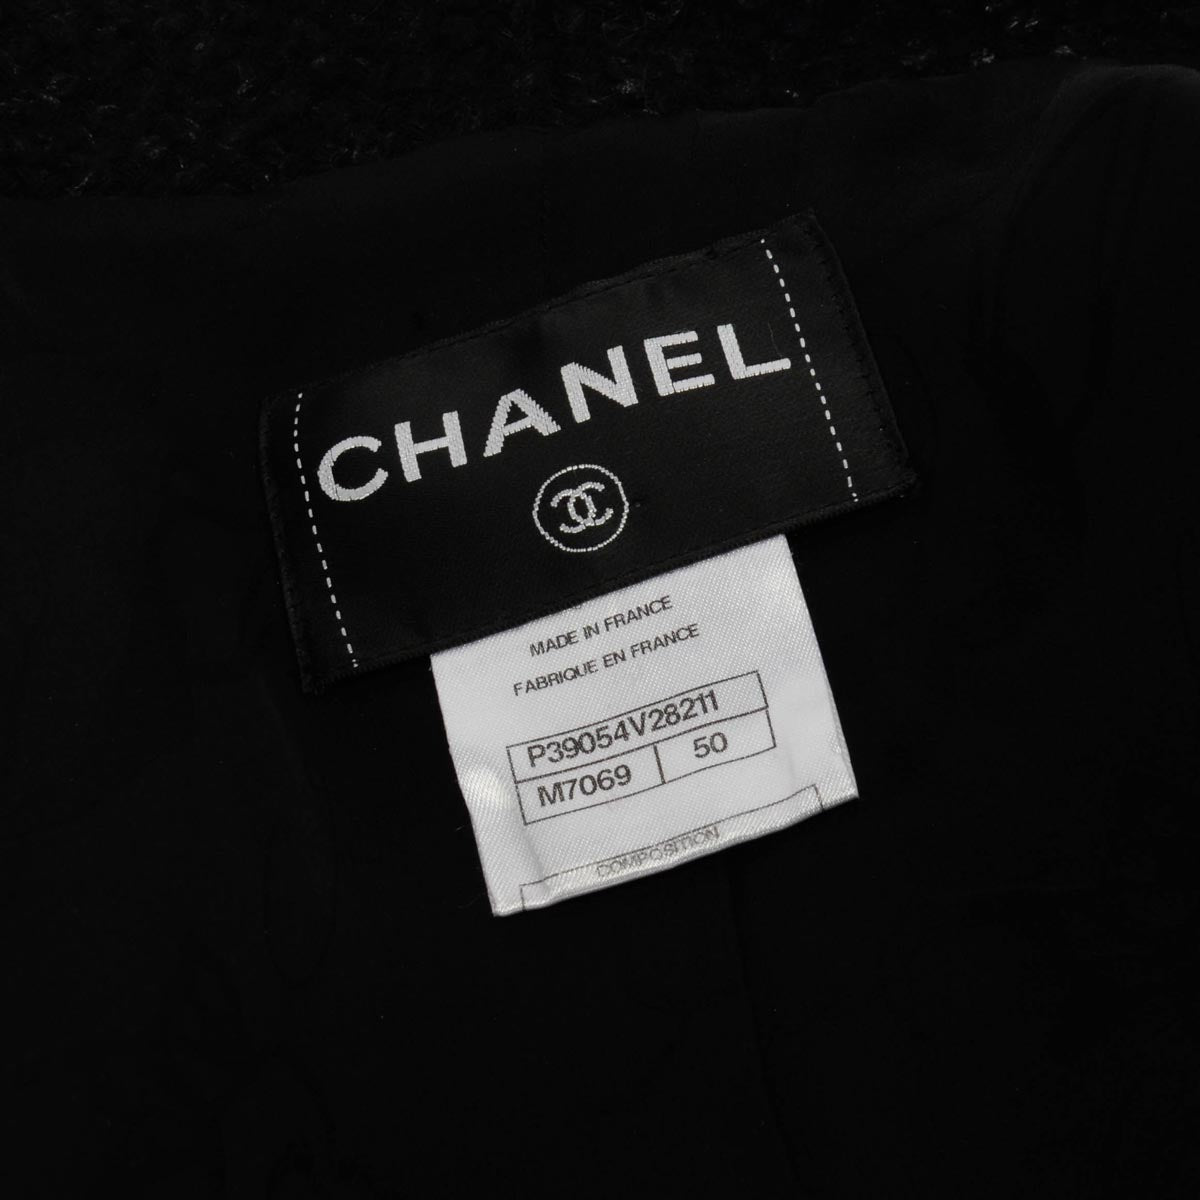 CHANEL
MADE IN FRANCE
FABRIQUE EN FRANCE
P39054V28211
M7069 50
COMPOSITION